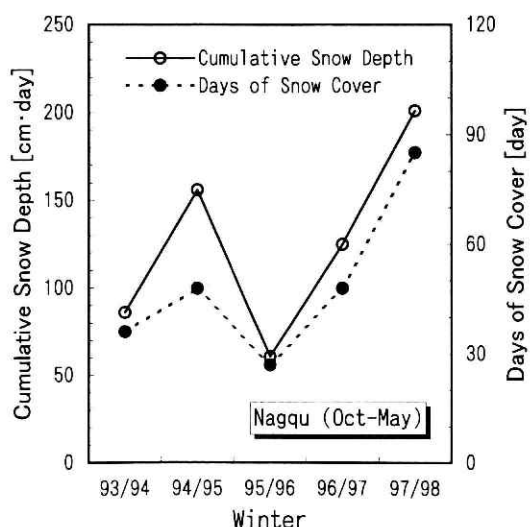 250
200
150
100
50
0
Cumulative Snow Depth [cm·day]
Cumulative Snow Depth
Days of Snow Cover
120
90
60
30
0
Days of Snow Cover [day]
Nagqu (Oct-May)
93/94 94/95 95/96 96/97 97/98
Winter